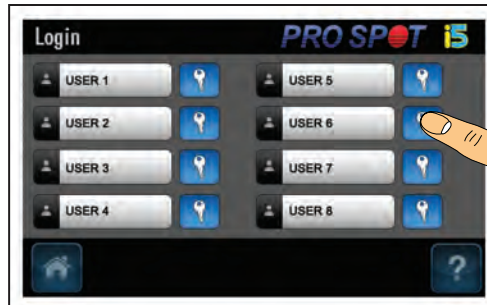 Login PRO SPOT i5
USER 1 USER 5
USER 2 USER 6
USER 3 USER 7
USER 4 USER 8
?